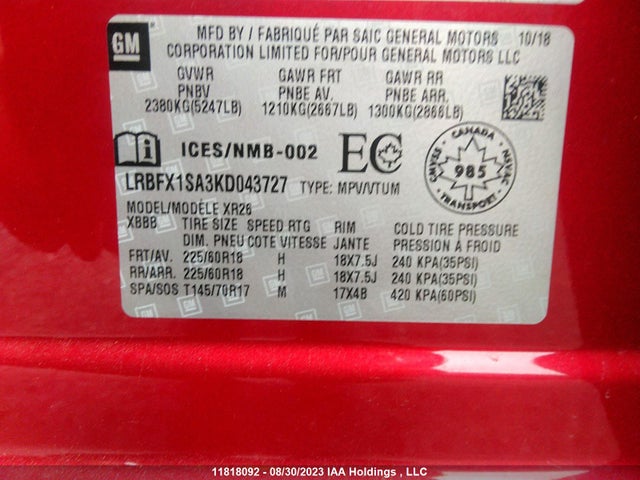 GM
MFD BY / FABRIQUÉ PAR SAIC GENERAL MOTORS 10/18
CORPORATION LIMITED FOR/POUR GENERAL MOTORS LLC
GVWR GAWR FRT GAWR RR
PNBV PNBE AV. PNBE ARR.
2380KG(5247LB) 1210KG(2667LB) 1300KG(2866LB)
ICES/NMB-002 EC
CANADA
CMVSS 985 NSVAC
TRANSPORT
LRBFX1SA3KD043727 TYPE: MPV/VTUM
MODEL/MODÈLE XR26
XBBB TIRE SIZE SPEED RTG RIM COLD TIRE PRESSURE
DIM. PNEU COTE VITESSE JANTE PRESSION À FROID
FRT/AV. 225/60R18 H 18X7.5J 240 KPA(35PSI)
RR/ARR. 225/60R18 H 18X7.5J 240 KPA(35PSI)
SPA/SOS T145/70R17 M 17X4B 420 KPA(60PSI)
11818092 - 08/30/2023 IAA Holdings , LLC